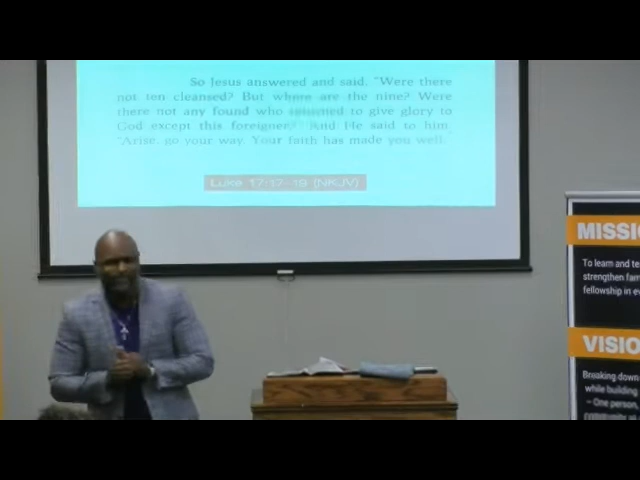 So Jesus answered and said, "Were there
not ten cleansed? But where are the nine? Were
there not any found who returned to give glory to
God except this foreigner?" And He said to him,
"Arise, go your way. Your faith has made you well."
Luke 17:17-19 (NKJV)
MISSIO
To learn and te
strengthen fam
fellowship in e
VISIO
Breaking down
while building
– One person,
community